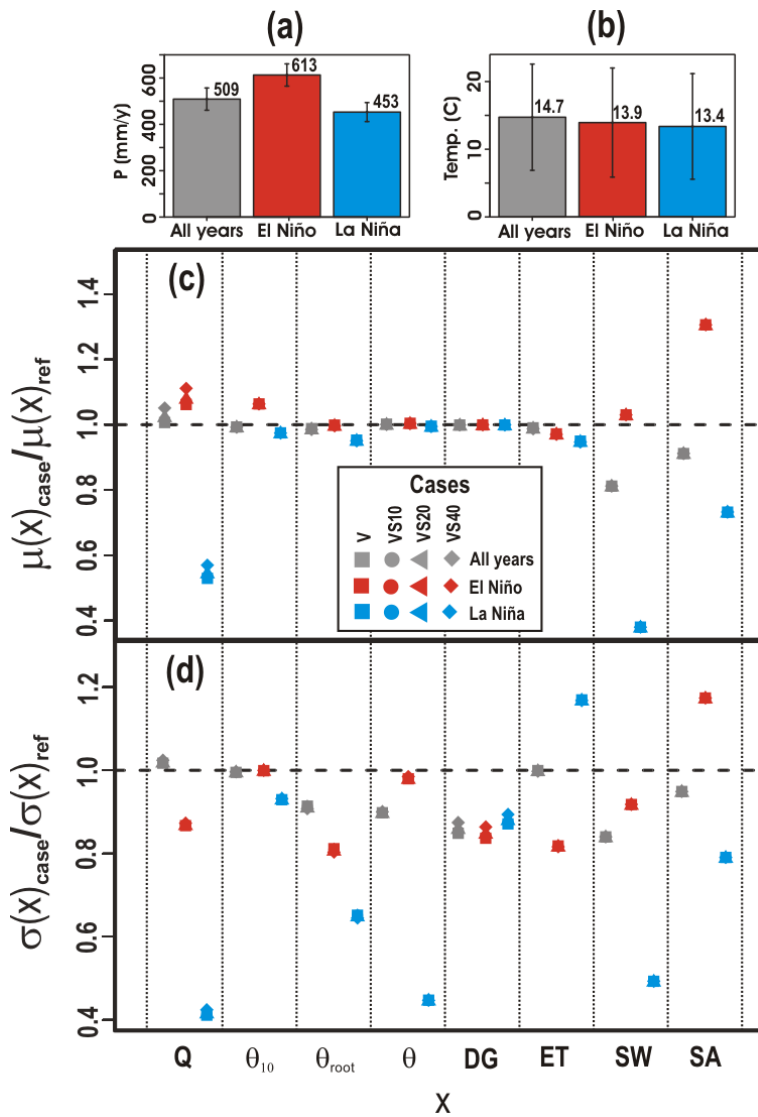 (a)
P (mm/y)
0 200 400 600
509
613
453
All years El Niño La Niña
(b)
Temp. (C)
0 10 20
14.7
13.9
13.4
All years El Niño La Niña
(c)
μ(x)case/μ(x)ref
0.4 0.6 0.8 1.0 1.2 1.4
Cases
V VS10 VS20 VS40
All years
El Niño
La Niña
(d)
σ(x)case/σ(x)ref
0.4 0.6 0.8 1.0 1.2
Q θ10 θroot θ DG ET SW SA
X